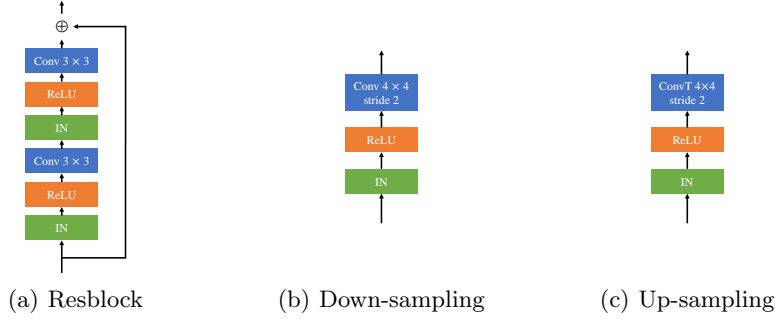 ⊕
Conv 3 × 3
ReLU
IN
Conv 3 × 3
ReLU
IN
(a) Resblock
Conv 4 × 4
stride 2
ReLU
IN
(b) Down-sampling
ConvT 4×4
stride 2
ReLU
IN
(c) Up-sampling